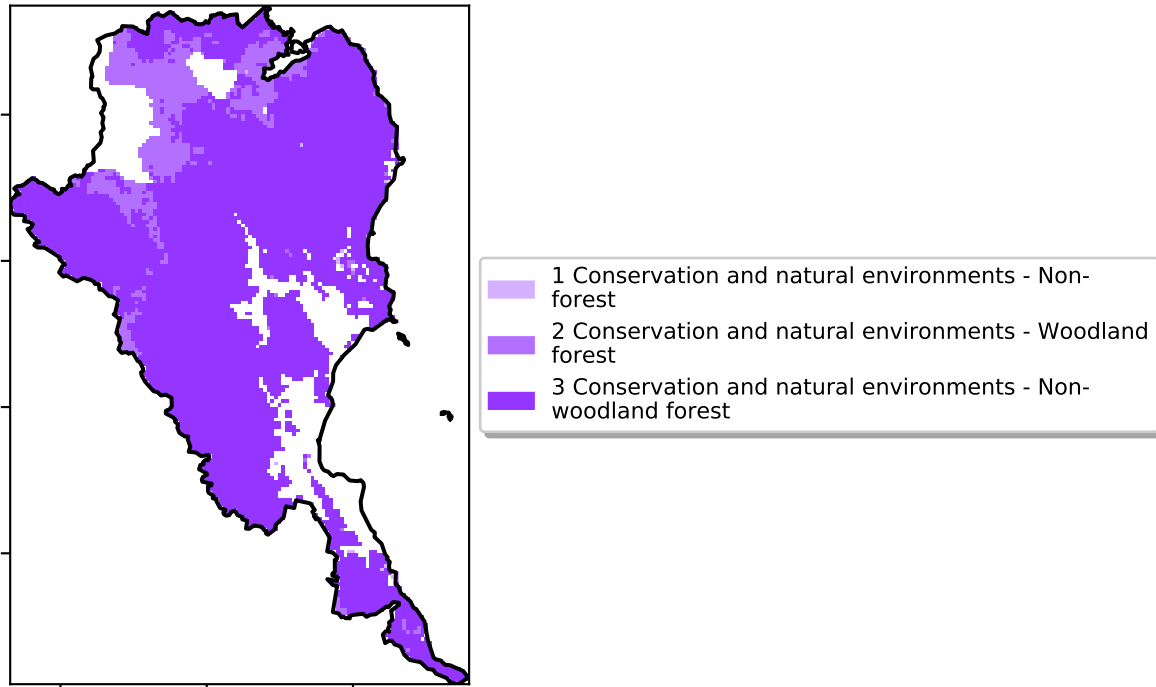 1 Conservation and natural environments - Non-
forest
2 Conservation and natural environments - Woodland
forest
3 Conservation and natural environments - Non-
woodland forest